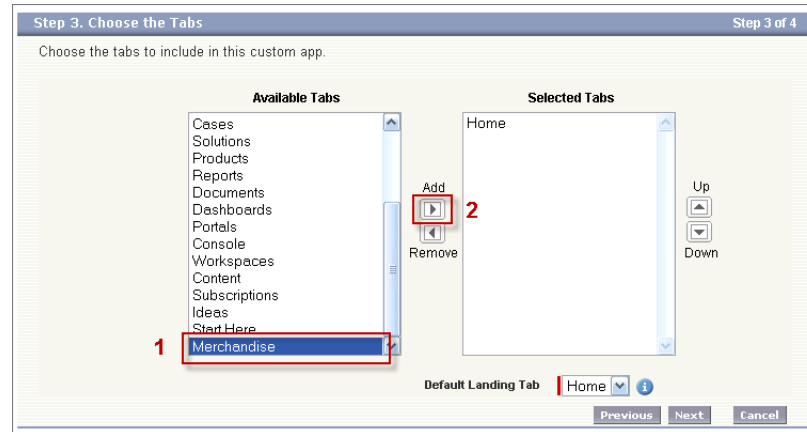 Step 3. Choose the Tabs Step 3 of 4
Choose the tabs to include in this custom app.
Available Tabs
Cases
Solutions
Products
Reports
Documents
Dashboards
Portals
Console
Workspaces
Content
Subscriptions
Ideas
Start Here
1 Merchandise
Add
2
Remove
Selected Tabs
Home
Up
Down
Default Landing Tab Home
Previous Next Cancel